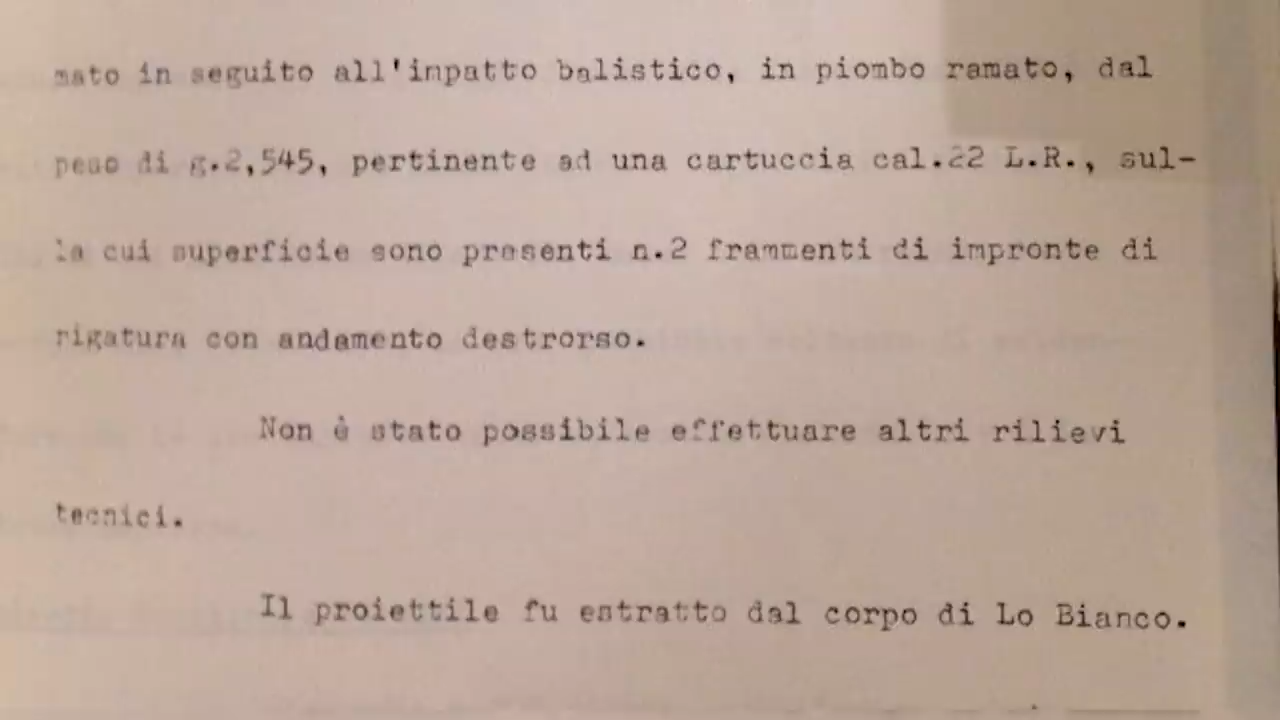 mato in seguito all'inpatto balistico, in piombo ramato, dal
peso di g.2,545, pertinente ad una cartuccia cal.22 L.R., sul-
la cui superficie sono presenti n.2 frammenti di impronte di
rigatura con andamento destrorso.
Non è stato possibile effettuare altri rilievi
tecnici.
Il proiettile fu estratto dal corpo di Lo Bianco.